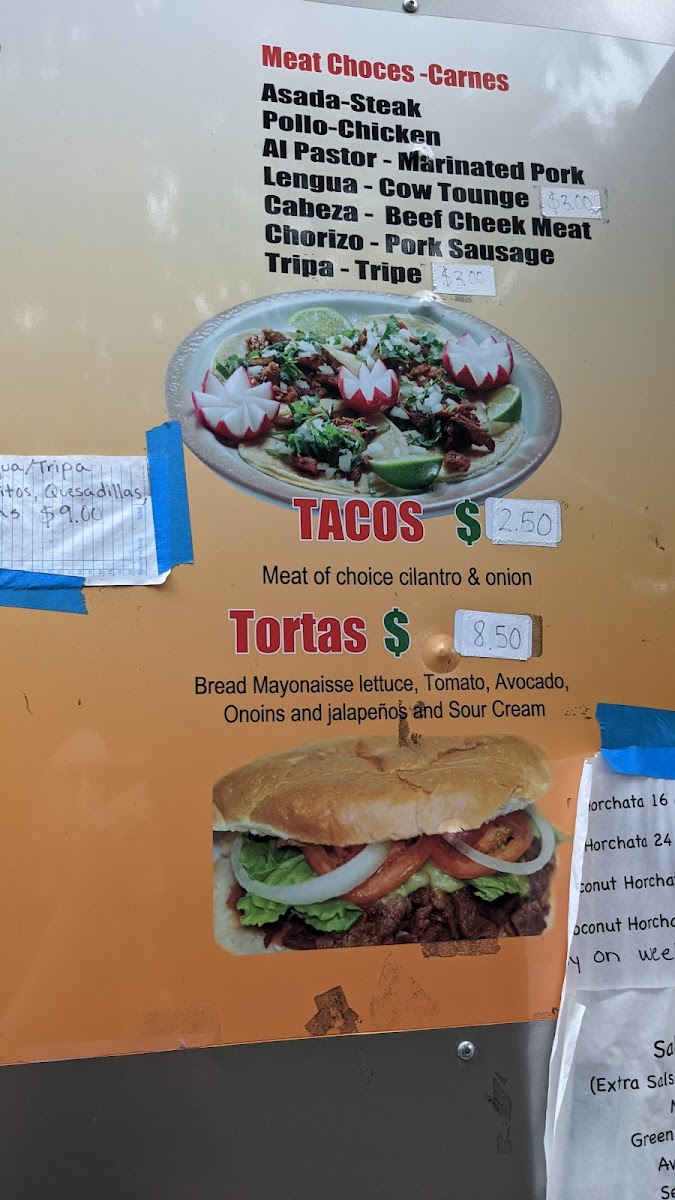 Meat Choces -Carnes
Asada-Steak
Pollo-Chicken
Al Pastor - Marinated Pork
Lengua - Cow Tounge $3.00
Cabeza - Beef Cheek Meat
Chorizo - Pork Sausage
Tripa - Tripe $3.00
ua/Tripa
itos, Quesadillas,
as $9.00
TACOS $ 2.50
Meat of choice cilantro & onion
Tortas $ 8.50
Bread Mayonaisse lettuce, Tomato, Avocado,
Onoins and jalapeños and Sour Cream
Horchata 16
Horchata 24
conut Horcha
oconut Horcha
y on wee
Sal
(Extra Sals
Green
Av
Se